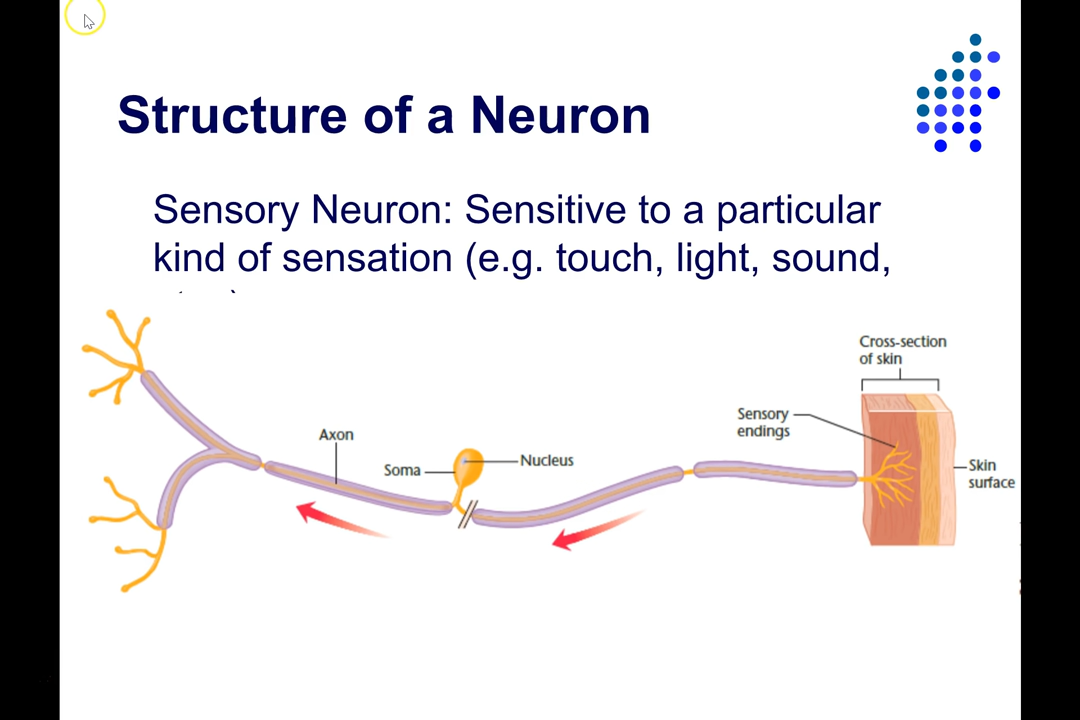 Structure of a Neuron
Sensory Neuron: Sensitive to a particular
kind of sensation (e.g. touch, light, sound,
Cross-section
of skin
Sensory
endings
Axon
Soma
Nucleus
Skin
surface